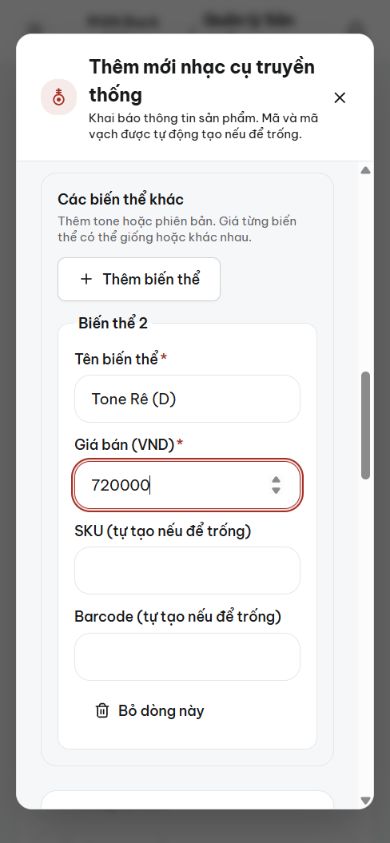 Thêm mới nhạc cụ truyền
thống
Khai báo thông tin sản phẩm. Mã và mã
vạch được tự động tạo nếu để trống.
Các biến thể khác
Thêm tone hoặc phiên bản. Giá từng biến
thể có thể giống hoặc khác nhau.
Thêm biến thể
Biến thể 2
Tên biến thể*
Tone Rê (D)
Giá bán (VND)*
720000
SKU (tự tạo nếu để trống)
Barcode (tự tạo nếu để trống)
Bỏ dòng này